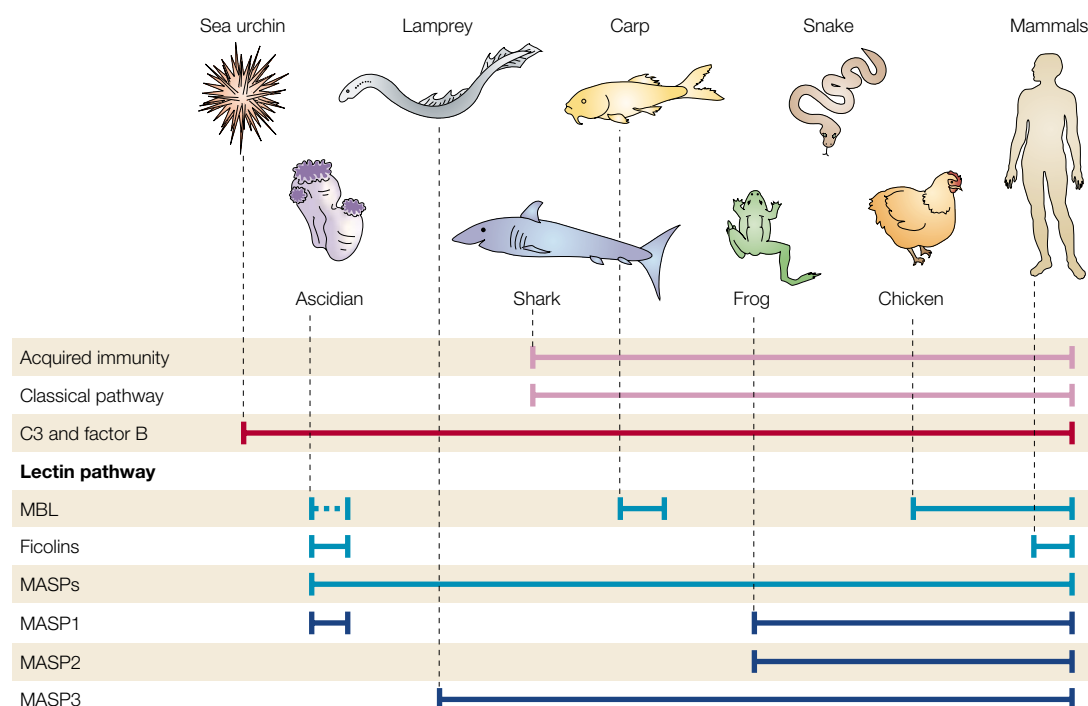 Sea urchin
Lamprey
Carp
Snake
Mammals
Ascidian
Shark
Frog
Chicken
Acquired immunity
Classical pathway
C3 and factor B
Lectin pathway
MBL
Ficolins
MASPs
MASP1
MASP2
MASP3